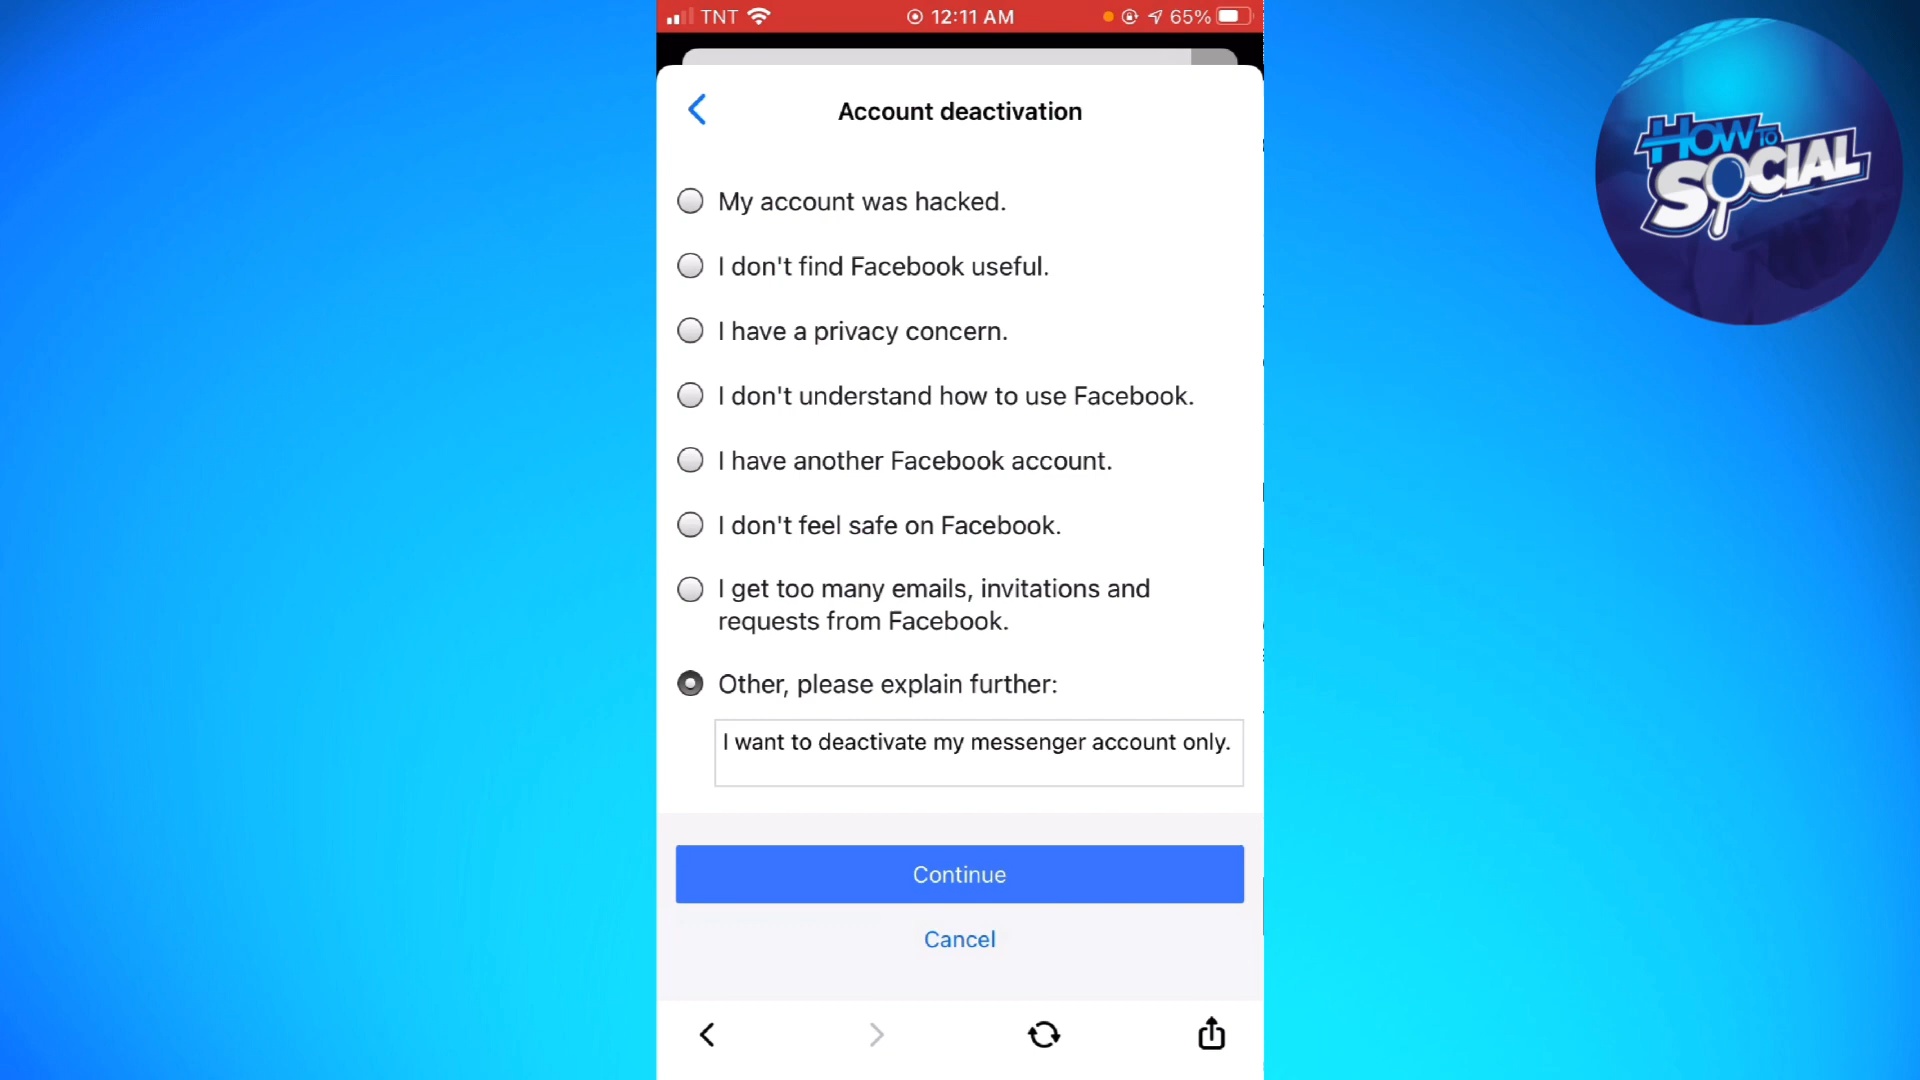 TNT 12:11 AM 65%
Account deactivation
My account was hacked.
I don't find Facebook useful.
I have a privacy concern.
I don't understand how to use Facebook.
I have another Facebook account.
I don't feel safe on Facebook.
I get too many emails, invitations and
requests from Facebook.
Other, please explain further:
I want to deactivate my messenger account only.
Continue
Cancel
HOW TO
SOCIAL